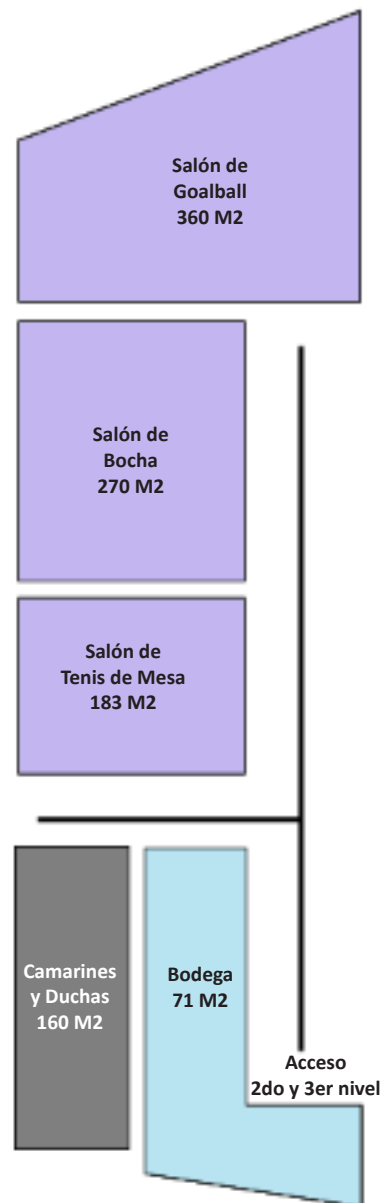 Salón de
Goalball
360 M2
Salón de
Bocha
270 M2
Salón de
Tenis de Mesa
183 M2
Camarines
y Duchas
160 M2
Bodega
71 M2
Acceso
2do y 3er nivel